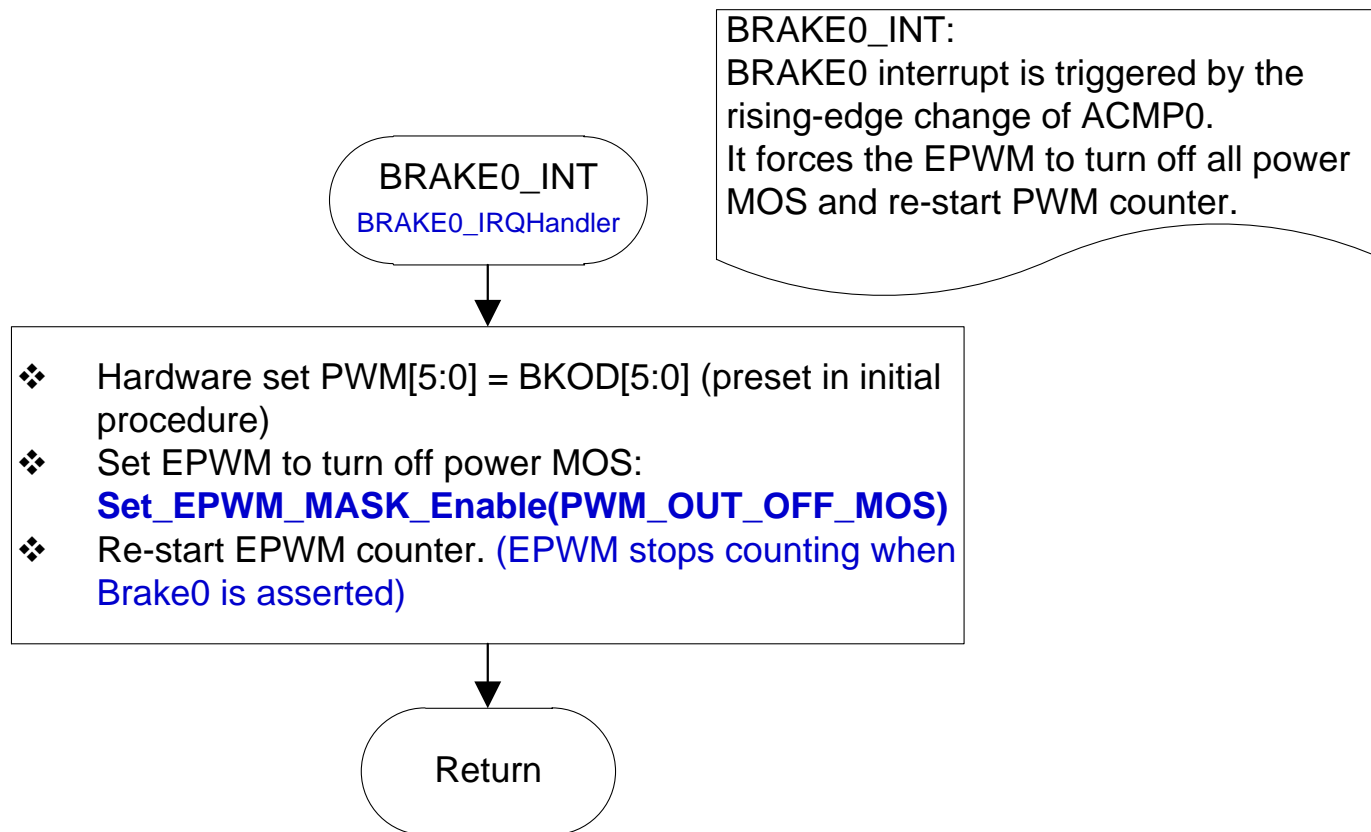 BRAKE0_INT:
BRAKE0 interrupt is triggered by the
rising-edge change of ACMP0.
It forces the EPWM to turn off all power
MOS and re-start PWM counter.
BRAKE0_INT
BRAKE0_IRQHandler
❖ Hardware set PWM[5:0] = BKOD[5:0] (preset in initial
procedure)
❖ Set EPWM to turn off power MOS:
Set_EPWM_MASK_Enable(PWM_OUT_OFF_MOS)
❖ Re-start EPWM counter. (EPWM stops counting when
Brake0 is asserted)
Return